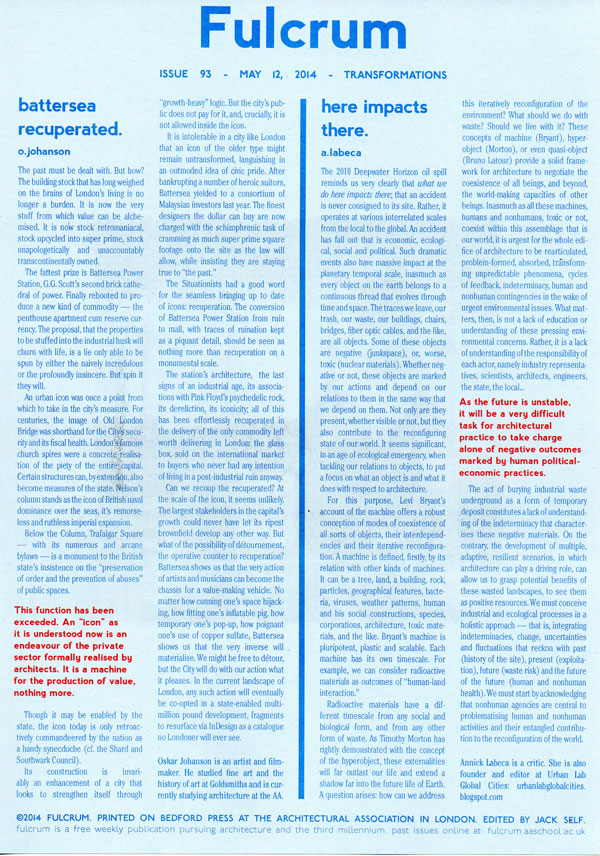 Fulcrum
ISSUE 93 - MAY 12, 2014 - TRANSFORMATIONS
battersea
recuperated.
o.johanson
The past must be dealt with. But how?
The building stock that has long weighed
on the brains of London's living is no
longer a burden. It is now the very
stuff from which value can be alche-
mised. It is now stock retromaniacal,
stock upcycled into super prime, stock
unapologetically and unaccountably
transcontinentally owned.
The fattest prize is Battersea Power
Station, G.G. Scott's second brick cathe-
dral of power. Finally rebooted to pro-
duce a new kind of commodity — the
penthouse apartment cum reserve cur-
rency. The proposal, that the properties
to be stuffed into the industrial husk will
churn with life, is a lie only able to be
spun by either the naively incredulous
or the profoundly insincere. But spin it
they will.
An urban icon was once a point from
which to take in the city's measure. For
centuries, the image of Old London
Bridge was shorthand for the City's secu-
rity and its fiscal health. London's famous
church spires were a concrete realisa-
tion of the piety of the entire capital.
Certain structures can, by extension, also
become measures of the state. Nelson's
column stands as the icon of British naval
dominance over the seas, it's remorse-
less and ruthless imperial expansion.
Below the Column, Trafalgar Square
— with its numerous and arcane
bylaws — is a monument to the British
state's insistence on the "preservation
of order and the prevention of abuses"
of public spaces.
This function has been
exceeded. An "icon" as
it is understood now is an
endeavour of the private
sector formally realised by
architects. It is a machine
for the production of value,
nothing more.
Though it may be enabled by the
state, the icon today is only retroac-
tively commandeered by the nation as
a handy synecdoche (cf. the Shard and
Southwark Council).
Its construction is invari-
ably an enhancement of a city that
looks to strengthen itself through
"growth-heavy" logic. But the city's pub-
lic does not pay for it, and, crucially, it is
not allowed inside the icon.
It is intolerable in a city like London
that an icon of the older type might
remain untransformed, languishing in
an outmoded idea of civic pride. After
bankrupting a number of heroic suitors,
Battersea yielded to a consortium of
Malaysian investors last year. The finest
designers the dollar can buy are now
charged with the schizophrenic task of
cramming as much super prime square
footage onto the site as the law will
allow, while insisting they are staying
true to "the past."
The Situationists had a good word
for the seamless bringing up to date
of icons: recuperation. The conversion
of Battersea Power Station from ruin
to mall, with traces of ruination kept
as a piquant detail, should be seen as
nothing more than recuperation on a
monumental scale.
The station's architecture, the last
signs of an industrial age, its associa-
tions with Pink Floyd's psychedelic rock,
its dereliction, its iconicity; all of this
has been effortlessly recuperated in
the delivery of the only commodity left
worth delivering in London: the glass
box, sold on the international market
to buyers who never had any intention
of living in a post-industrial ruin anyway.
Can we recoup the recuperated? At
the scale of the icon, it seems unlikely.
The largest stakeholders in the capital's
growth could never have let its ripest
brownfield develop any other way. But
what of the possibility of détournement,
the operative counter to recuperation?
Battersea shows us that the very action
of artists and musicians can become the
chassis for a value-making vehicle. No
matter how cunning one's space hijack-
ing, how fitting one's inflatable pig, how
temporary one's pop-up, how poignant
one's use of copper sulfate, Battersea
shows us that the very inverse will
materialise. We might be free to détour,
but the City will do with our action what
it pleases. In the current landscape of
London, any such action will eventually
be co-opted in a state-enabled multi-
million pound development, fragments
to resurface via InDesign as a catalogue
no Londoner will ever see.
Oskar Johanson is an artist and film-
maker. He studied fine art and the
history of art at Goldsmiths and is cur-
rently studying architecture at the AA.
here impacts
there.
a.labeca
The 2010 Deepwater Horizon oil spill
reminds us very clearly that what we
do here impacts there; that an accident
is never consigned to its site. Rather, it
operates at various interrelated scales
from the local to the global. An accident
has fall out that is economic, ecologi-
cal, social and political. Such dramatic
events also have massive impact at the
planetary temporal scale, inasmuch as
every object on the earth belongs to a
continuous thread that evolves through
time and space. The traces we leave, our
trash, our waste, our buildings, chairs,
bridges, fiber optic cables, and the like,
are all objects. Some of these objects
are negative (junkspace), or, worse,
toxic (nuclear materials). Whether neg-
ative or not, these objects are marked
by our actions and depend on our
relations to them in the same way that
we depend on them. Not only are they
present, whether visible or not, but they
also contribute to the reconfiguring
state of our world. It seems significant,
in an age of ecological emergency, when
tackling our relations to objects, to put
a focus on what an object is and what it
does with respect to architecture.
For this purpose, Levi Bryant's
account of the machine offers a robust
conception of modes of coexistence of
all sorts of objects, their interdepend-
encies and their iterative reconfigura-
tion. A machine is defined, firstly, by its
relation with other kinds of machines.
It can be a tree, land, a building, rock,
particles, geographical features, bacte-
ria, viruses, weather patterns, human
and his social constructions, species,
corporations, architecture, toxic mate-
rials, and the like. Bryant's machine is
pluripotent, plastic and scalable. Each
machine has its own timescale. For
example, we can consider radioactive
materials as outcomes of "human-land
interaction."
Radioactive materials have a dif-
ferent timescale from any social and
biological form, and from any other
form of waste. As Timothy Morton has
rightly demonstrated with the concept
of the hyperobject, these externalities
will far outlast our life and extend a
shadow far into the future life of Earth.
A question arises: how can we address
this iteratively reconfiguration of the
environment? What should we do with
waste? Should we live with it? These
concepts of machine (Bryant), hyper-
object (Morton), or even quasi-object
(Bruno Latour) provide a solid frame-
work for architecture to negotiate the
coexistence of all beings, and beyond,
the world-making capacities of other
beings. Inasmuch as all these machines,
humans and nonhumans, toxic or not,
coexist within this assemblage that is
our world, it is urgent for the whole edi-
fice of architecture to be rearticulated,
problem-formed, absorbed, transform-
ing unpredictable phenomena, cycles
of feedback, indeterminacy, human and
nonhuman contingencies in the wake of
urgent environmental issues. What mat-
ters, then, is not a lack of education or
understanding of these pressing envi-
ronmental concerns. Rather, it is a lack
of understanding of the responsibility of
each actor, namely industry representa-
tives, scientists, architects, engineers,
the state, the local...
As the future is unstable,
it will be a very difficult
task for architectural
practice to take charge
alone of negative outcomes
marked by human political-
economic practices.
The act of burying industrial waste
underground as a form of temporary
deposit constitutes a lack of understand-
ing of the indeterminacy that character-
ises these negative materials. On the
contrary, the development of multiple,
adaptive, resilient scenarios, in which
architecture can play a driving role, can
allow us to grasp potential benefits of
these wasted landscapes, to see them
as positive resources. We must conceive
industrial and ecological processes in a
holistic approach — that is, integrating
indeterminacies, change, uncertainties
and fluctuations that reckon with past
(history of the site), present (exploita-
tion), future (waste risk) and the future
of the future (human and nonhuman
health). We must start by acknowledging
that nonhuman agencies are central to
problematising human and nonhuman
activities and their entangled contribu-
tion to the reconfiguration of the world.
Annick Labeca is a critic. She is also
founder and editor at Urban Lab
Global Cities: urbanlabglobalcities.
blogspot.com
©2014 FULCRUM. PRINTED ON BEDFORD PRESS AT THE ARCHITECTURAL ASSOCIATION IN LONDON. EDITED BY JACK SELF.
fulcrum is a free weekly publication pursuing architecture and the third millennium past issues online at fulcrum.aaschool.ac.uk